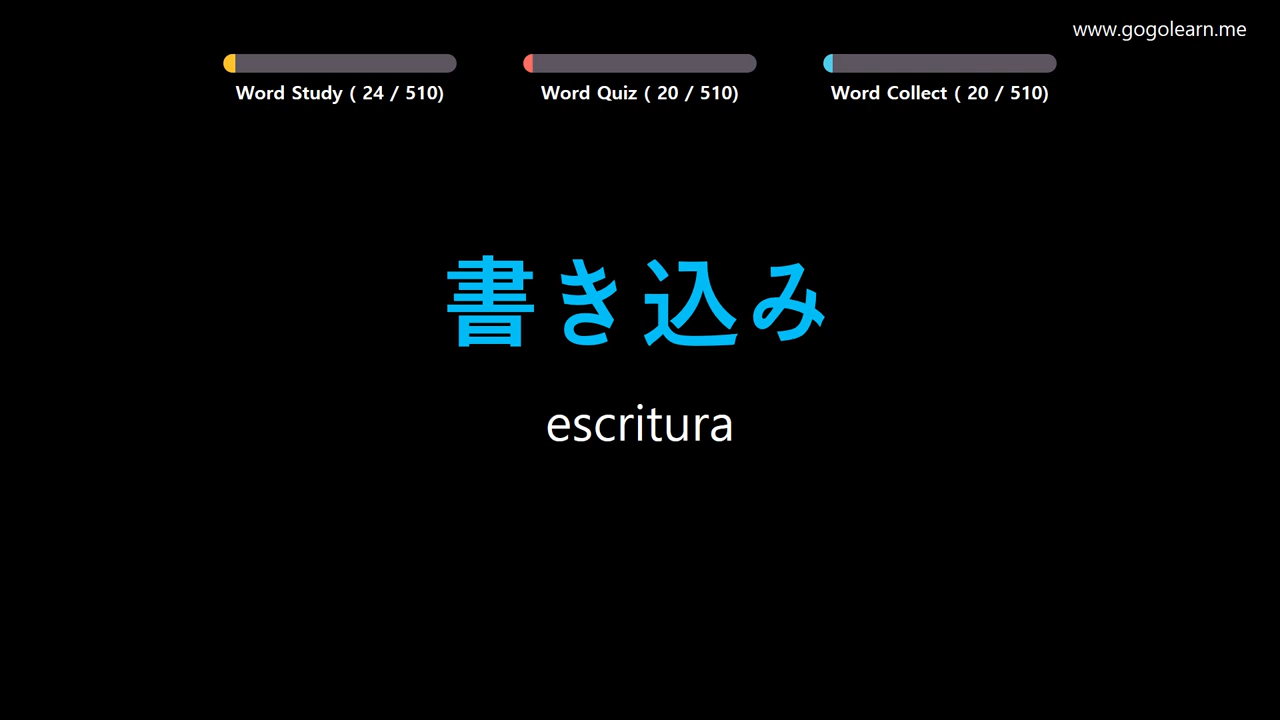 www.gogolearn.me
Word Study ( 24 / 510)
Word Quiz ( 20 / 510)
Word Collect ( 20 / 510)
書き込み
escritura